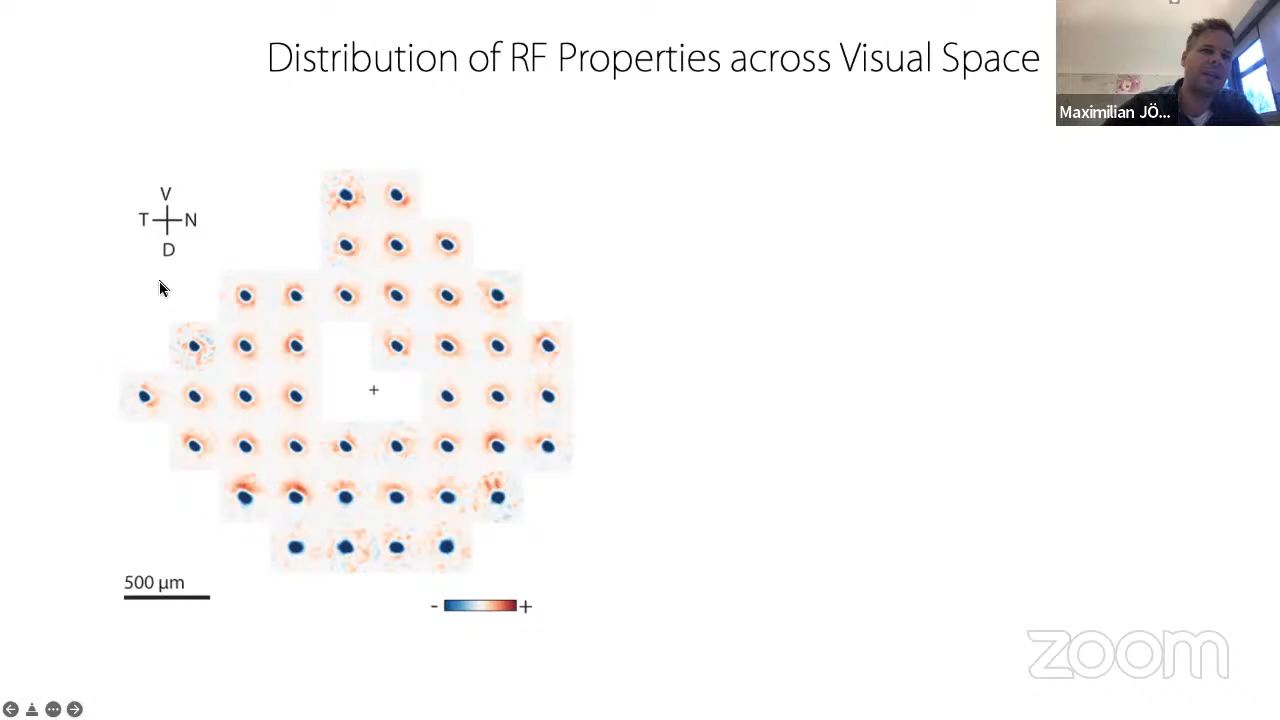 Distribution of RF Properties across Visual Space
Maximilian JÖ...
V
T N
D
+
500 µm
- +
zoom